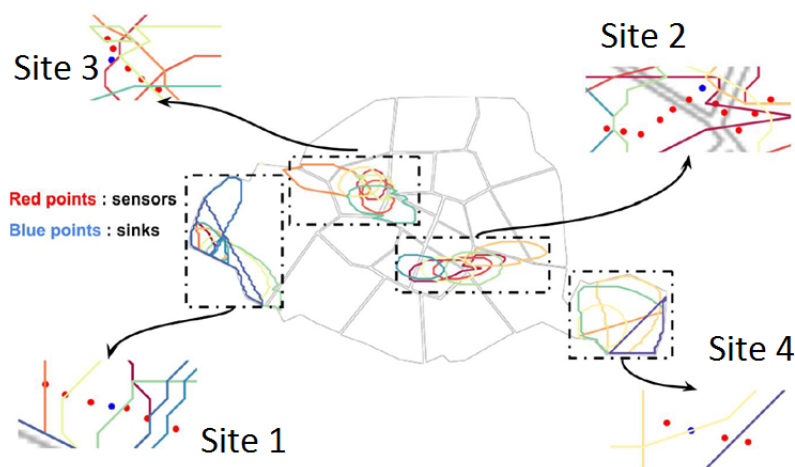 Site 3
Site 2
Red points : sensors
Blue points : sinks
Site 4
Site 1